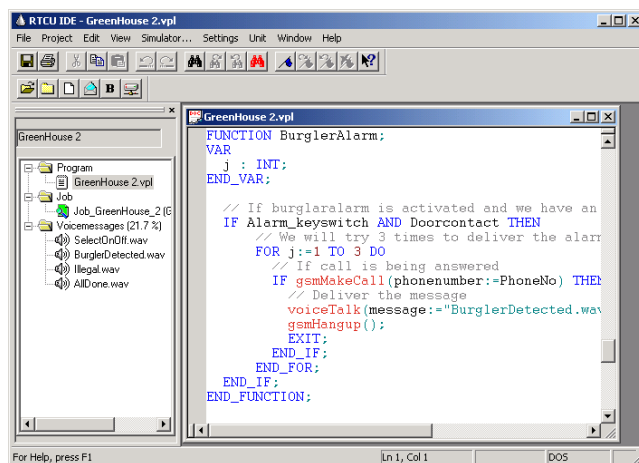 RTCU IDE - GreenHouse 2.vpl
File Project Edit View Simulator... Settings Unit Window Help
B
GreenHouse 2
Program
GreenHouse 2.vpl
Job
Job_GreenHouse_2 (G
Voicemessages (21.7 %)
SelectOnOff.wav
BurglerDetected.wav
Illegal.wav
AllDone.wav
GreenHouse 2.vpl
FUNCTION BurglerAlarm;
VAR
j : INT;
END_VAR;
// If burglaralarm is activated and we have an
IF Alarm_keyswitch AND Doorcontact THEN
// We will try 3 times to deliver the alarm
FOR j:=1 TO 3 DO
// If call is being answered
IF gsmMakeCall(phonenumber:=PhoneNo) THEN
// Deliver the message
voiceTalk(message:="BurglerDetected.wav
gsmHangup();
EXIT;
END_IF;
END_FOR;
END_IF;
END_FUNCTION;
For Help, press F1
Ln 1, Col 1
DOS